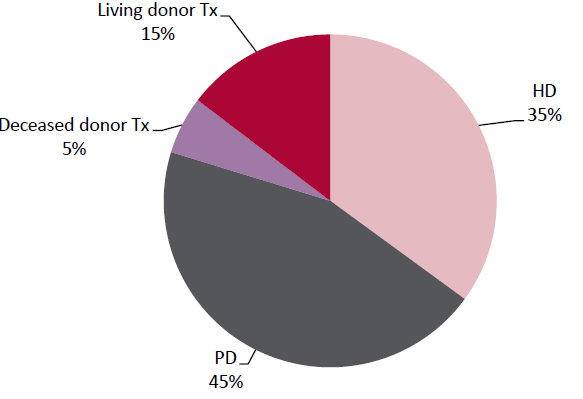 Living donor Tx
15%
HD
35%
Deceased donor Tx
5%
PD
45%